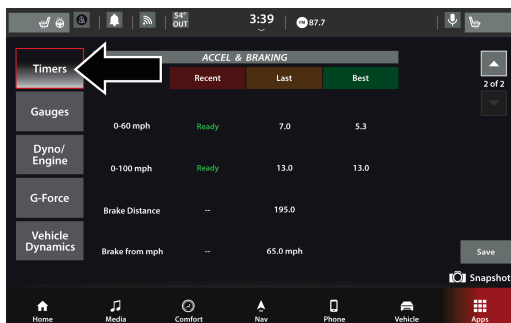 54°
OUT
3:39
FM 87.7
Timers
ACCEL & BRAKING
Recent Last Best
2 of 2
Gauges
0-60 mph Ready 7.0 5.3
Dyno/
Engine
0-100 mph Ready 13.0 13.0
G-Force
Brake Distance -- 195.0
Vehicle
Dynamics
Brake from mph -- 65.0 mph
Save
Snapshot
Home Media Comfort Nav Phone Vehicle Apps